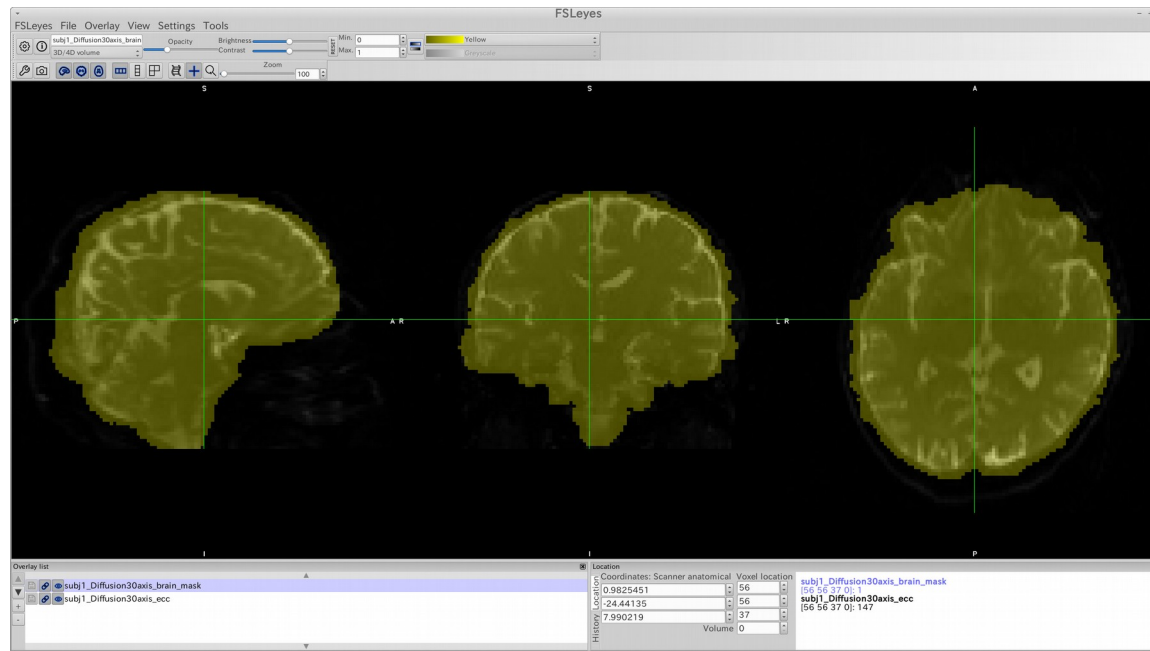 FSLeyes
FSLeyes File Overlay View Settings Tools
subj1_Diffusion30axis_brain
3D/4D volume
Opacity
Brightness
Contrast
RESET
Min. 0
Max. 1
Yellow
Greyscale
Zoom
100
S
S
A
P
A R
L R
I
I
P
Overlay list
subj1_Diffusion30axis_brain_mask
subj1_Diffusion30axis_ecc
Location
Location
History
Coordinates: Scanner anatomical Voxel location
0.9825451 56
-24.44135 56
7.990219 37
Volume 0
subj1_Diffusion30axis_brain_mask
[56 56 37 0]: 1
subj1_Diffusion30axis_ecc
[56 56 37 0]: 147